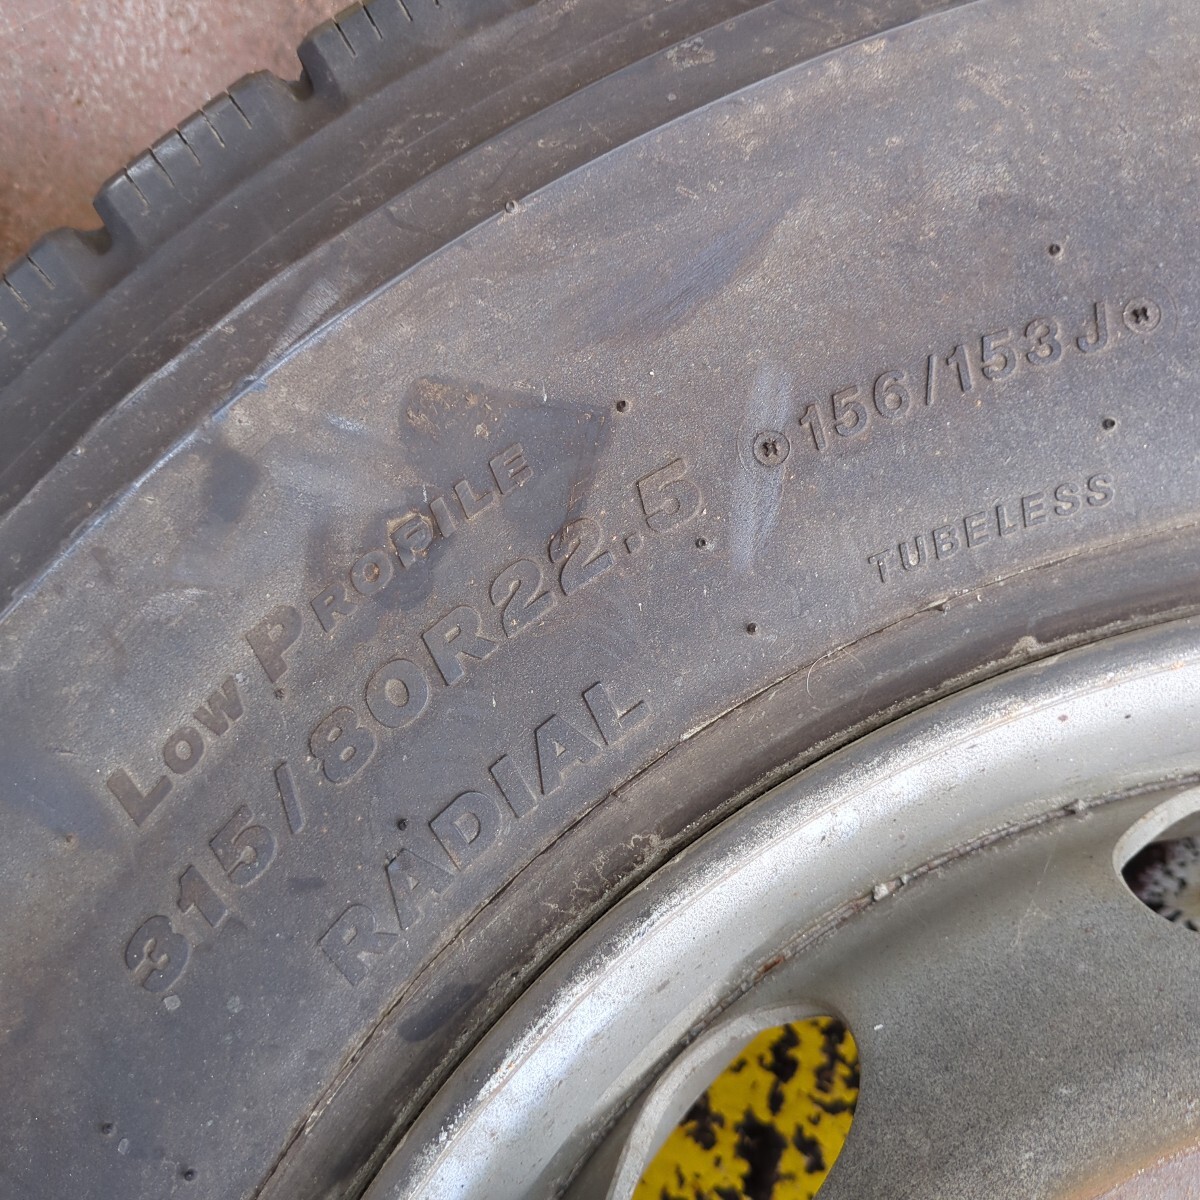 Low Profile
315/80R22.5
RADIAL
156/153J
TUBELESS